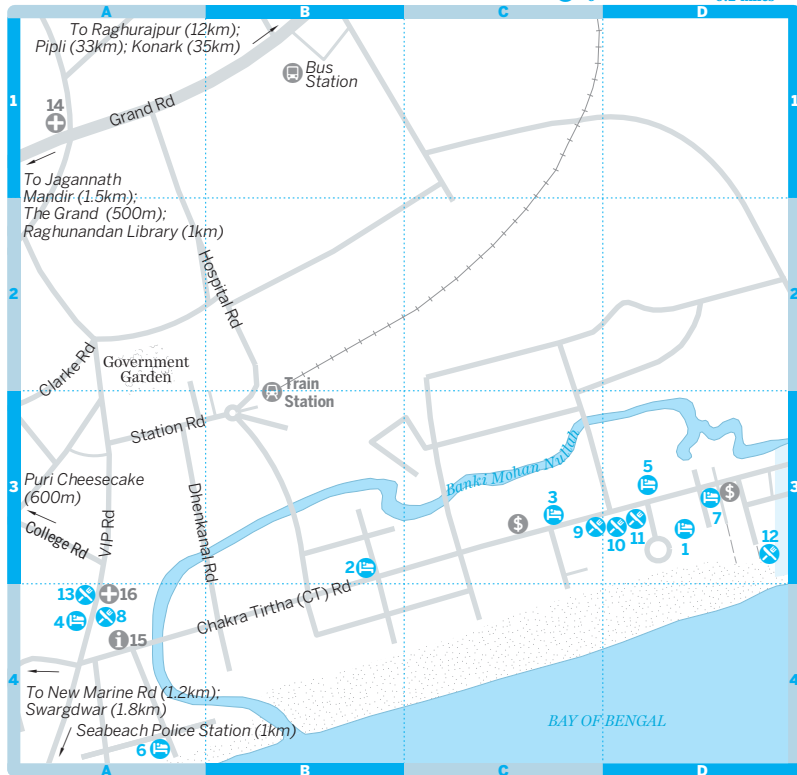 A
B
C
D
To Raghurajpur (12km);
Pipli (33km); Konark (35km)
Bus
Station
1
14
Grand Rd
To Jagannath
Mandir (1.5km);
The Grand (500m);
Raghunandan Library (1km)
Hospital Rd
2
2
Clarke Rd
Government
Garden
Train
Station
Station Rd
Banki Mohan Nullah
Puri Cheesecake
(600m)
3
3
5
3
$
$
7
9
10
11
1
12
College Rd
VIP Rd
Dhenkanal Rd
2
13
16
4
8
15
Chakra Tirtha (CT) Rd
4
4
To New Marine Rd (1.2km);
Swargdwar (1.8km)
Seabeach Police Station (1km)
6
BAY OF BENGAL
A
B
C
D